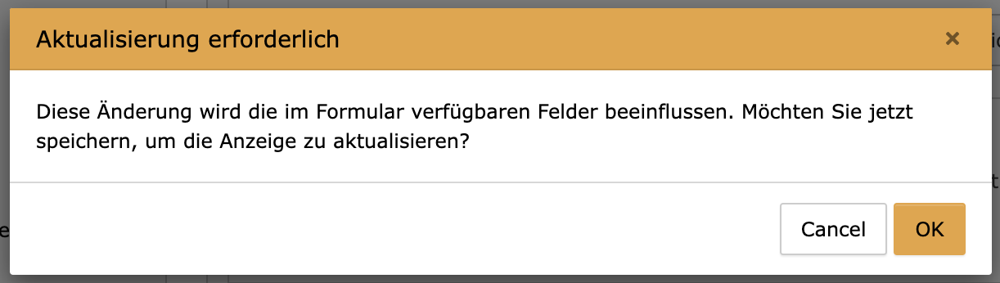 Aktualisierung erforderlich
Diese Änderung wird die im Formular verfügbaren Felder beeinflussen. Möchten Sie jetzt
speichern, um die Anzeige zu aktualisieren?
Cancel
OK